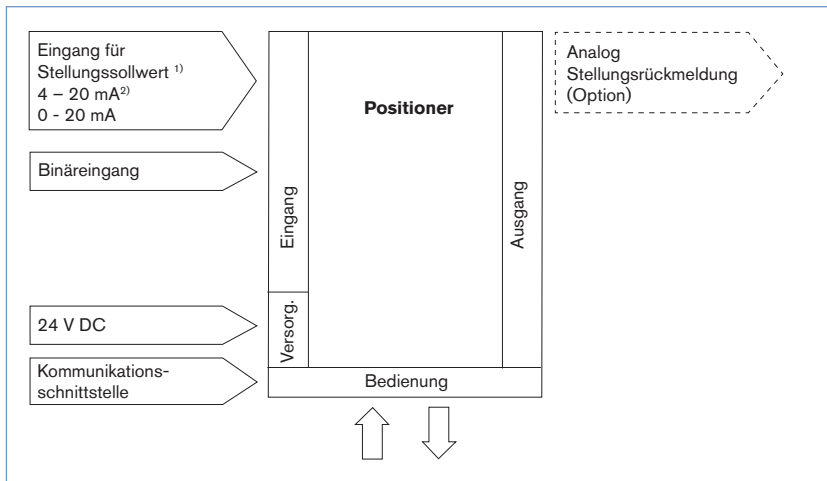 Eingang für
Stellungssollwert ¹⁾
4 – 20 mA²⁾
0 - 20 mA
Binäreingang
24 V DC
Kommunikations-
schnittstelle
Eingang
Versorg.
Positioner
Ausgang
Bedienung
Analog
Stellungsrückmeldung
(Option)